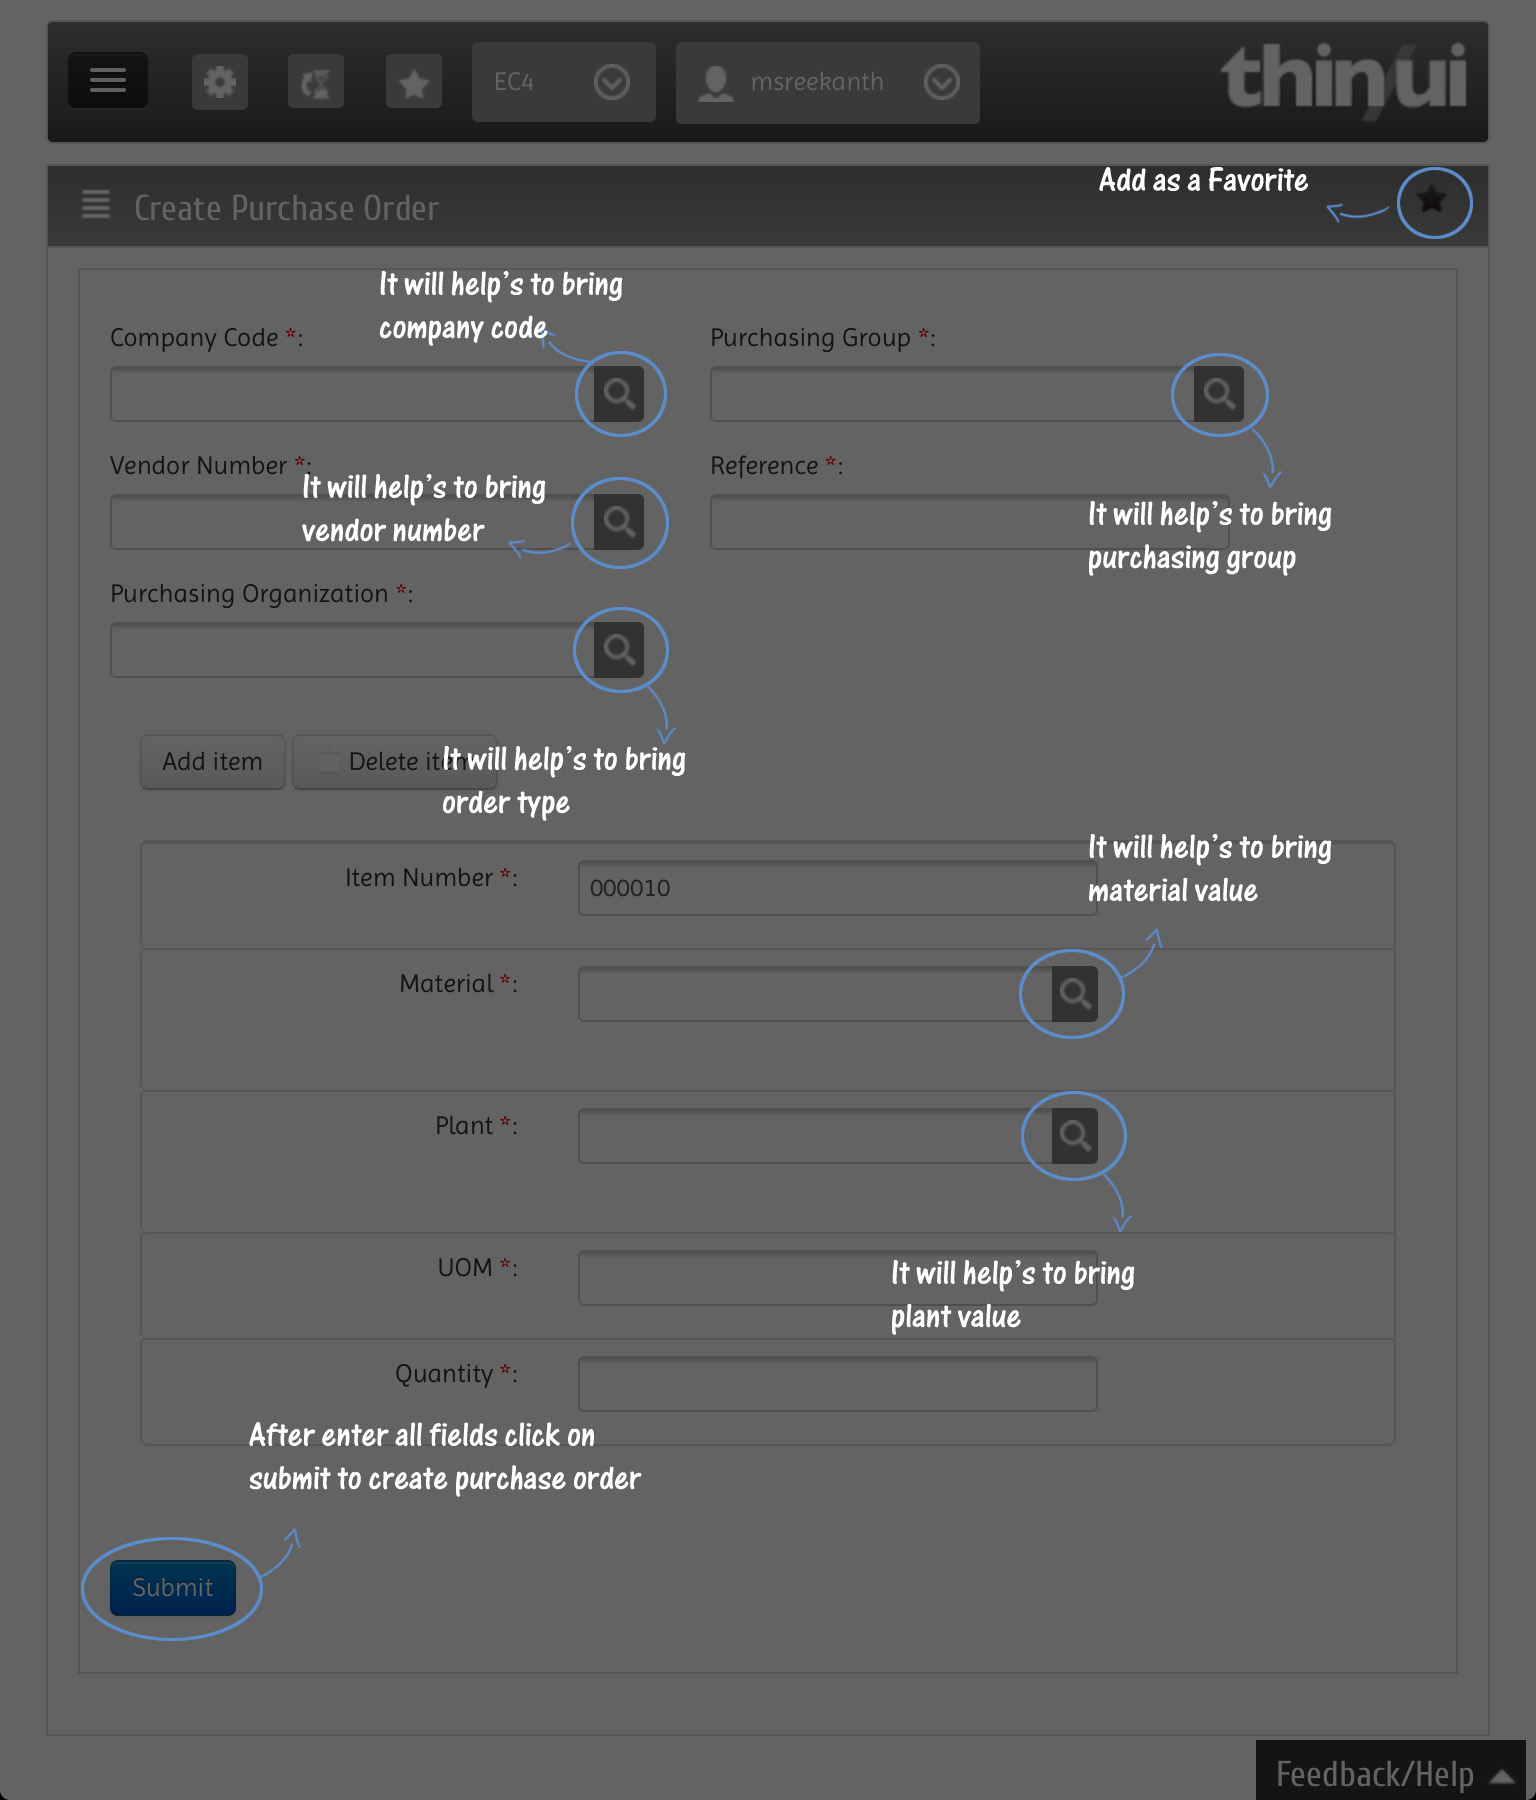 EC4
msreekanth
thin/ui
Add as a Favorite
Create Purchase Order
It will help's to bring
company code
Company Code *:
Purchasing Group *:
Vendor Number *:
Reference *:
It will help's to bring
vendor number
It will help's to bring
purchasing group
Purchasing Organization *:
Add item
Delete item
It will help's to bring
order type
It will help's to bring
material value
Item Number *:
000010
Material *:
Plant *:
UOM *:
It will help's to bring
plant value
Quantity *:
After enter all fields click on
submit to create purchase order
Submit
Feedback/Help